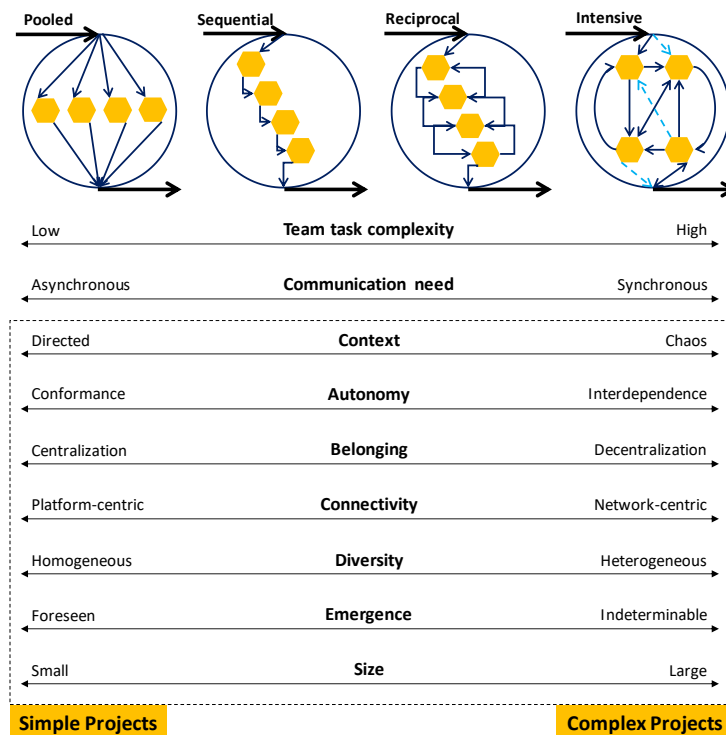 Pooled Sequential Reciprocal Intensive
Low Team task complexity High
Asynchronous Communication need Synchronous
Directed Context Chaos
Conformance Autonomy Interdependence
Centralization Belonging Decentralization
Platform-centric Connectivity Network-centric
Homogeneous Diversity Heterogeneous
Foreseen Emergence Indeterminable
Small Size Large
Simple Projects Complex Projects